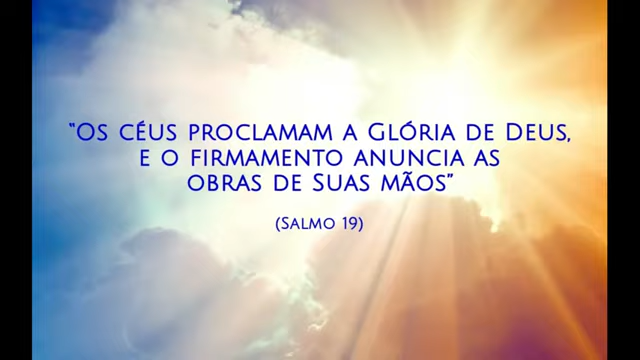 "Os céus proclamam a Glória de Deus,
e o firmamento anuncia as
obras de Suas mãos"
(Salmo 19)